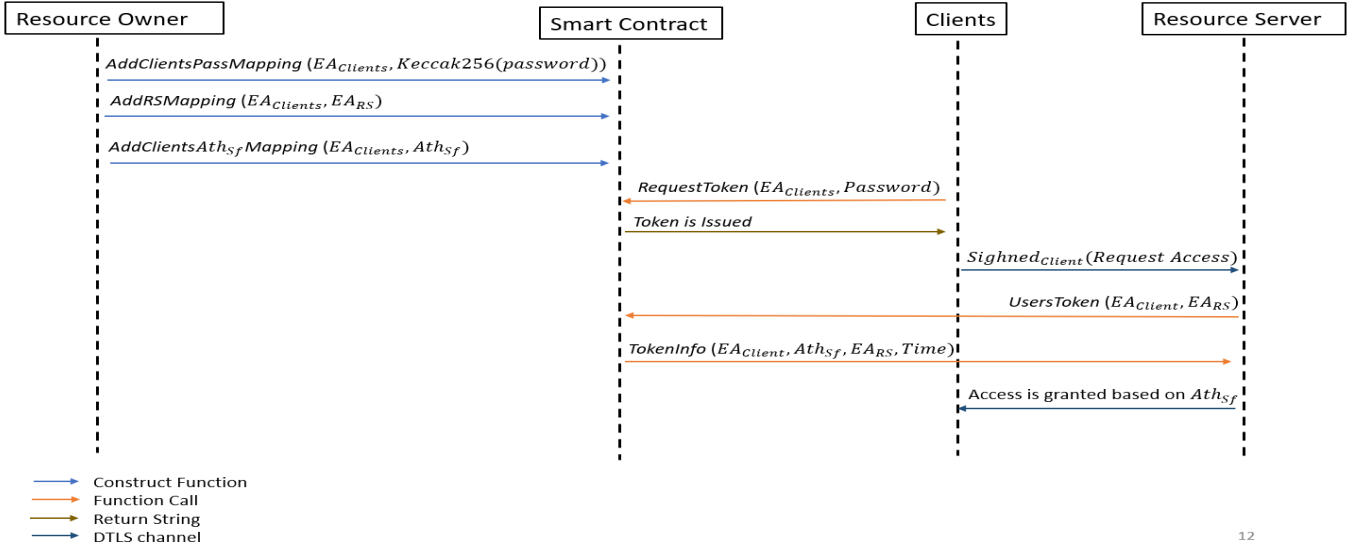 Resource Owner
Smart Contract
Clients
Resource Server
AddClientsPassMapping (EA_Clients, Keccak256(password))
AddRSMapping (EA_Clients, EA_RS)
AddClientsAth_Sf Mapping (EA_Clients, Ath_Sf)
RequestToken (EA_Clients, Password)
Token is Issued
Sighned_Client(Request Access)
UsersToken (EA_Client, EA_RS)
TokenInfo (EA_Client, Ath_Sf, EA_RS, Time)
Access is granted based on Ath_Sf
Construct Function
Function Call
Return String
DTLS channel
12